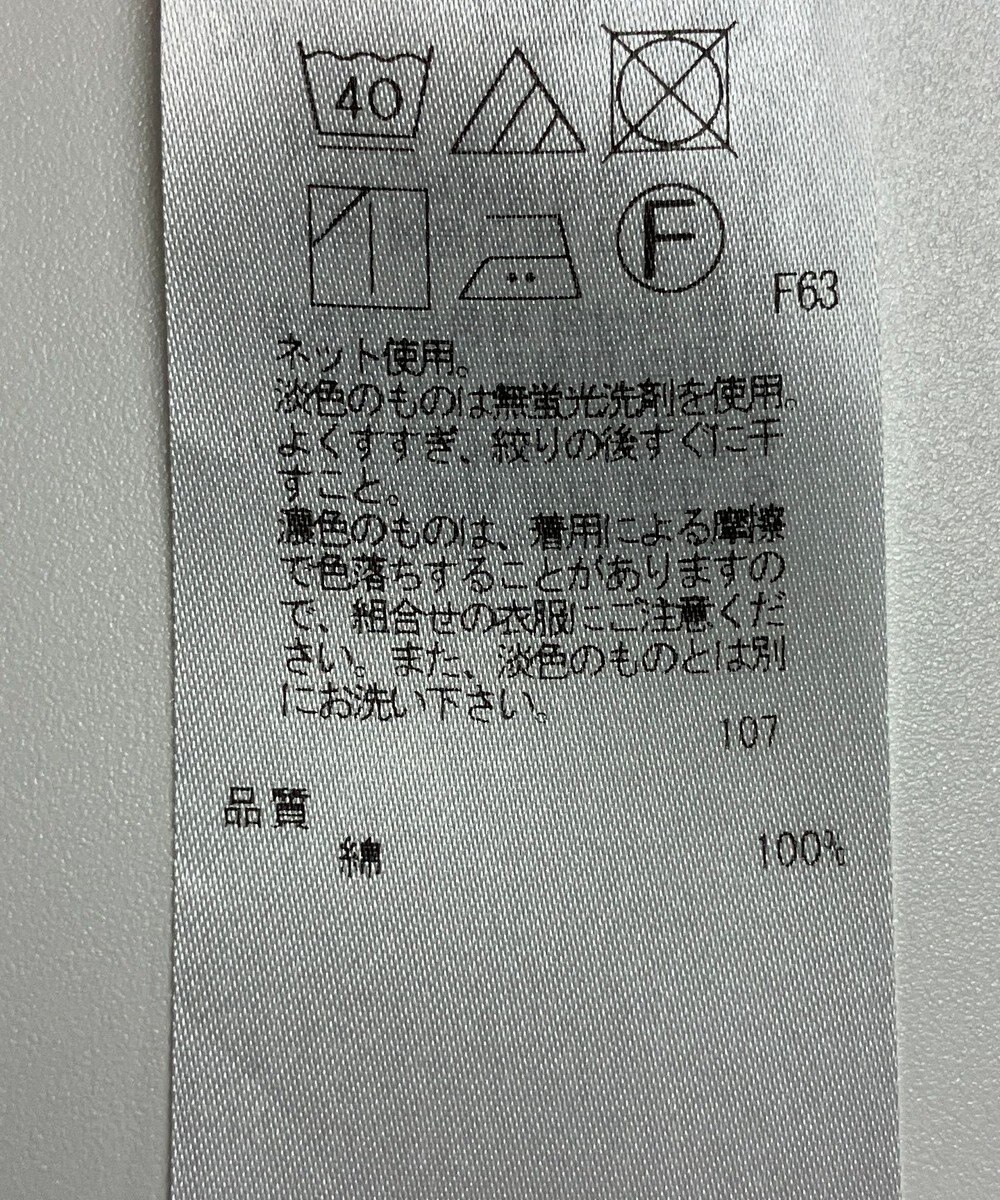 40
F
F63
ネット使用。
淡色のものは無蛍光洗剤を使用。
よくすすぎ、絞りの後すぐに干
すこと。
濃色のものは、着用による摩擦
で色落ちすることがありますの
で、組合せの衣服にご注意くだ
さい。また、淡色のものとは別
にお洗い下さい。
107
品質
綿 100%